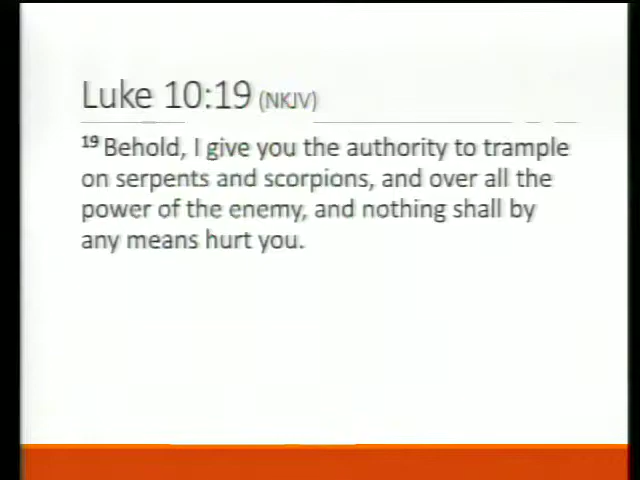 Luke 10:19 (NKJV)
19 Behold, I give you the authority to trample
on serpents and scorpions, and over all the
power of the enemy, and nothing shall by
any means hurt you.